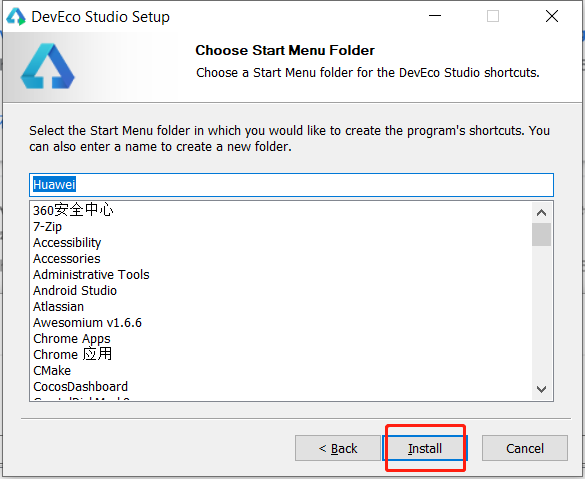 DevEco Studio Setup
Choose Start Menu Folder
Choose a Start Menu folder for the DevEco Studio shortcuts.
Select the Start Menu folder in which you would like to create the program's shortcuts. You
can also enter a name to create a new folder.
Huawei
360安全中心
7-Zip
Accessibility
Accessories
Administrative Tools
Android Studio
Atlassian
Awesomium v1.6.6
Chrome Apps
Chrome 应用
CMake
CocosDashboard
< Back
Install
Cancel